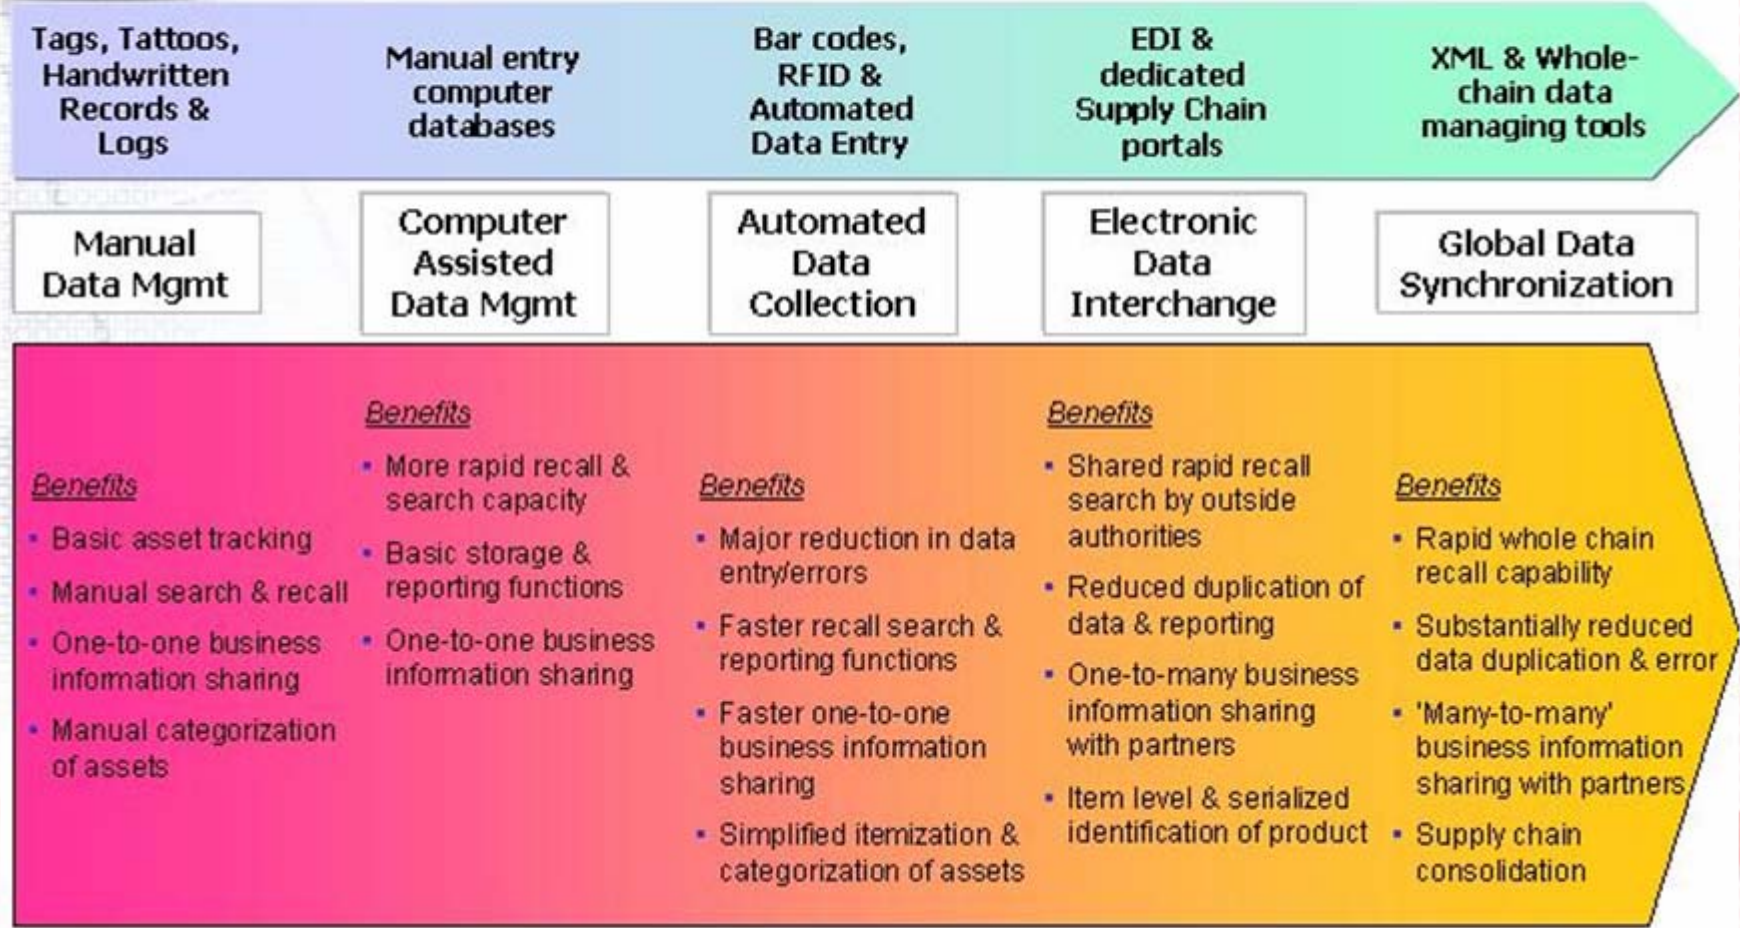 Tags, Tattoos,
Handwritten
Records &
Logs
Manual entry
computer
databases
Bar codes,
RFID &
Automated
Data Entry
EDI &
dedicated
Supply Chain
portals
XML & Whole-
chain data
managing tools
Manual
Data Mgmt
Computer
Assisted
Data Mgmt
Automated
Data
Collection
Electronic
Data
Interchange
Global Data
Synchronization
Benefits
▪ Basic asset tracking
▪ Manual search & recall
▪ One-to-one business
information sharing
▪ Manual categorization
of assets
Benefits
▪ More rapid recall &
search capacity
▪ Basic storage &
reporting functions
▪ One-to-one business
information sharing
Benefits
▪ Major reduction in data
entry/errors
▪ Faster recall search &
reporting functions
▪ Faster one-to-one
business information
sharing
▪ Simplified itemization &
categorization of assets
Benefits
▪ Shared rapid recall
search by outside
authorities
▪ Reduced duplication of
data & reporting
▪ One-to-many business
information sharing
with partners
▪ Item level & serialized
identification of product
Benefits
▪ Rapid whole chain
recall capability
▪ Substantially reduced
data duplication & error
▪ 'Many-to-many'
business information
sharing with partners
▪ Supply chain
consolidation